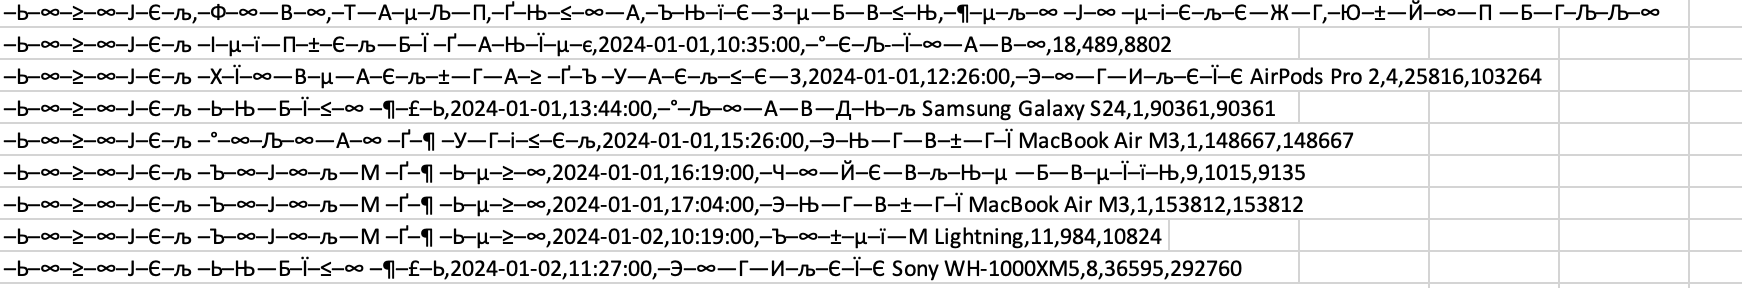 –Ь–∞–≥–∞–Ј–Є–љ,–Ф–∞—В–∞,–Т—А–µ–Љ—П,–Ґ–Њ–≤–∞—А,–Ъ–Њ–ї–Є—З–µ—Б—В–≤–Њ,–¶–µ–љ–∞ –Ј–∞ –µ–і–Є–љ–Є—Ж—Г,–Ю–±—Й–∞—П —Б—Г–Љ–Љ–∞
–Ь–∞–≥–∞–Ј–Є–љ –І–µ–ї—П–±–Є–љ—Б–Ї –Ґ—А–Њ–Ї–µ–є,2024-01-01,10:35:00,–°–Є–Љ-–Ї–∞—А—В–∞,18,489,8802
–Ь–∞–≥–∞–Ј–Є–љ –Х–Ї–∞—В–µ—А–Є–љ–±—Г—А–≥ –Ґ–Ъ –У—А–Є–љ–≤–Є—З,2024-01-01,12:26:00,–Э–∞—Г—И–љ–Є–Ї–Є AirPods Pro 2,4,25816,103264
–Ь–∞–≥–∞–Ј–Є–љ –Ь–Њ—Б–Ї–≤–∞ –¶–£–Ь,2024-01-01,13:44:00,–°–Љ–∞—А—В—Д–Њ–љ Samsung Galaxy S24,1,90361,90361
–Ь–∞–≥–∞–Ј–Є–љ –°–∞–Љ–∞—А–∞ –Ґ–¶ –У—Г–і–≤–Є–љ,2024-01-01,15:26:00,–Э–Њ—Г—В–±—Г–Ї MacBook Air M3,1,148667,148667
–Ь–∞–≥–∞–Ј–Є–љ –Ъ–∞–Ј–∞–љ—М –Ґ–¶ –Ь–µ–≥–∞,2024-01-01,16:19:00,–Ч–∞—Й–Є—В–љ–Њ–µ —Б—В–µ–Ї–ї–Њ,9,1015,9135
–Ь–∞–≥–∞–Ј–Є–љ –Ъ–∞–Ј–∞–љ—М –Ґ–¶ –Ь–µ–≥–∞,2024-01-01,17:04:00,–Э–Њ—Г—В–±—Г–Ї MacBook Air M3,1,153812,153812
–Ь–∞–≥–∞–Ј–Є–љ –Ъ–∞–Ј–∞–љ—М –Ґ–¶ –Ь–µ–≥–∞,2024-01-02,10:19:00,–Ъ–∞–±–µ–ї—М Lightning,11,984,10824
–Ь–∞–≥–∞–Ј–Є–љ –Ь–Њ—Б–Ї–≤–∞ –¶–£–Ь,2024-01-02,11:27:00,–Э–∞—Г—И–љ–Є–Ї–Є Sony WH-1000XM5,8,36595,292760